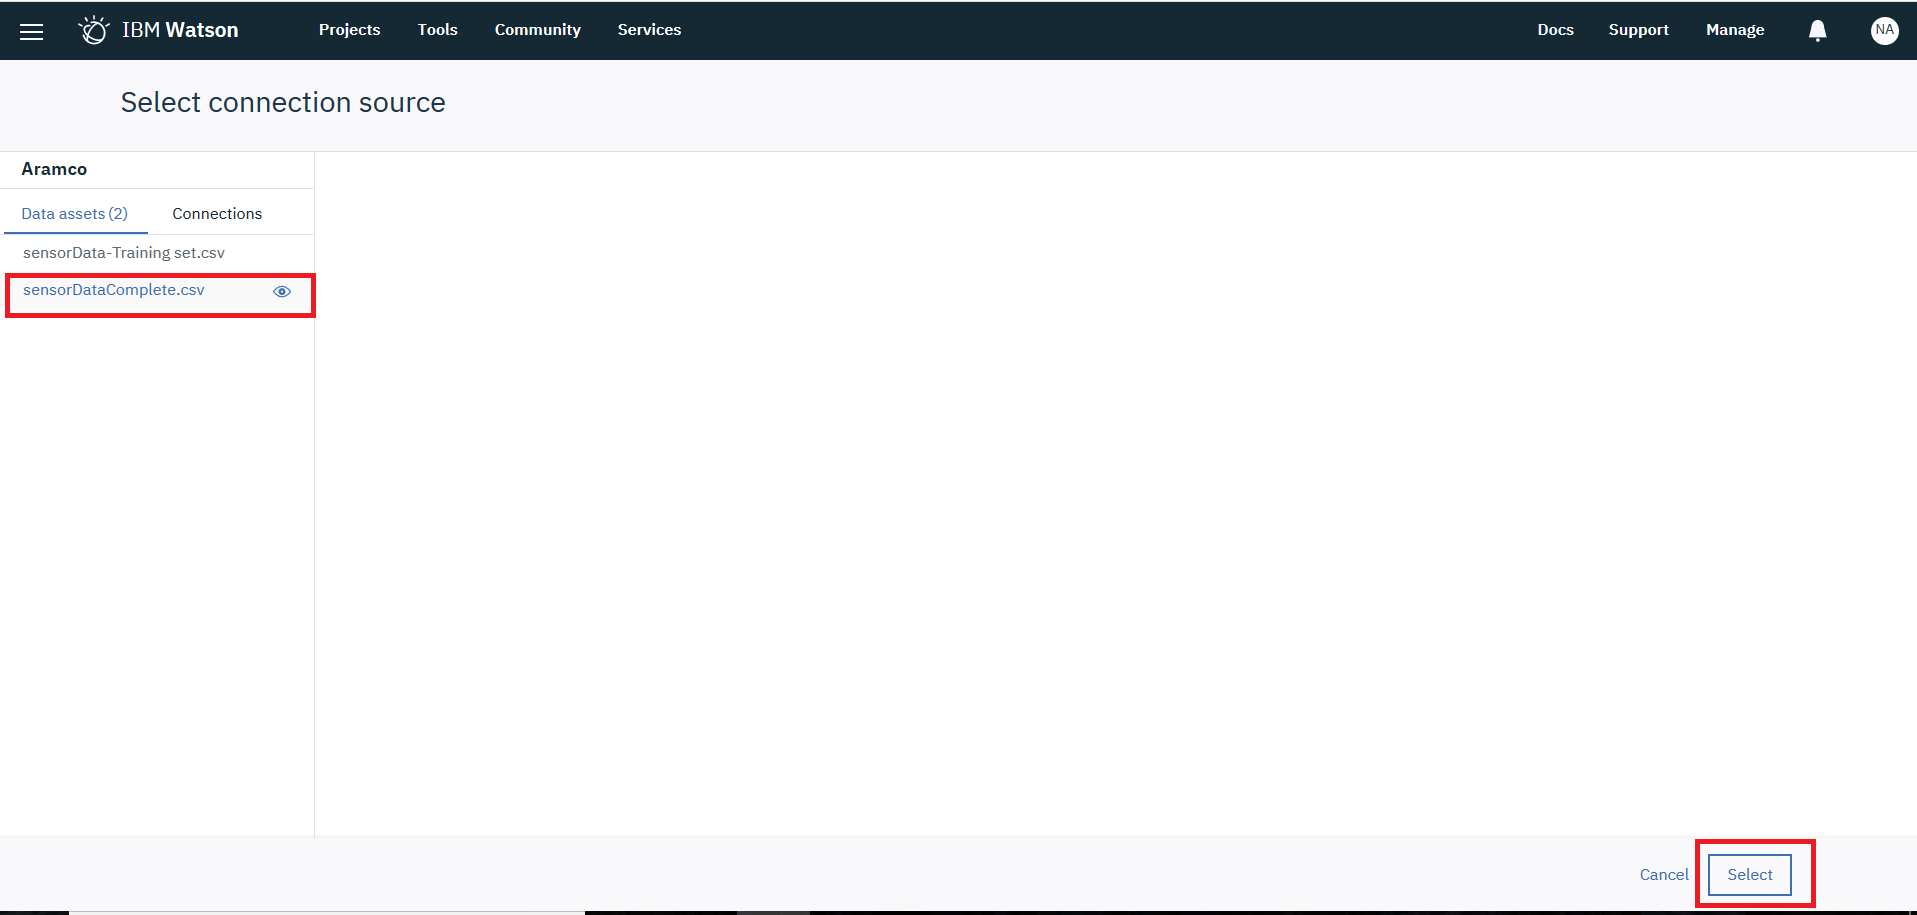 IBM Watson Projects Tools Community Services Docs Support Manage NA
Select connection source
Aramco
Data assets (2) Connections
sensorData-Training set.csv
sensorDataComplete.csv
Cancel Select